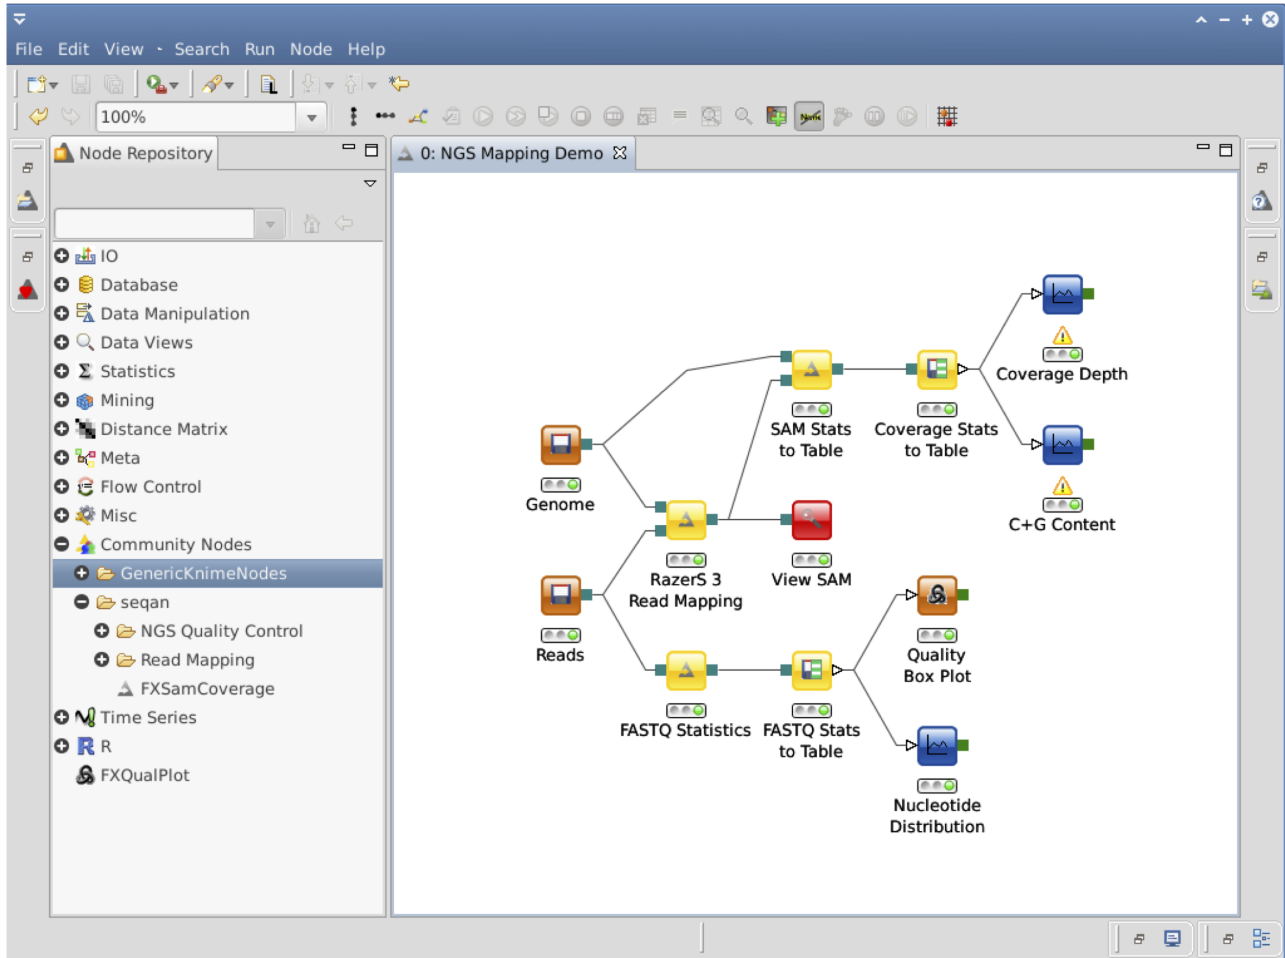 File Edit View - Search Run Node Help
100%
Node Repository
0: NGS Mapping Demo
IO
Database
Data Manipulation
Data Views
Statistics
Mining
Distance Matrix
Meta
Flow Control
Misc
Community Nodes
GenericKnimeNodes
seqan
NGS Quality Control
Read Mapping
FXSamCoverage
Time Series
R
FXQualPlot
Coverage Depth
SAM Stats
to Table
Coverage Stats
to Table
C+G Content
Genome
RazerS 3
Read Mapping
View SAM
Reads
Quality
Box Plot
FASTQ Statistics
FASTQ Stats
to Table
Nucleotide
Distribution